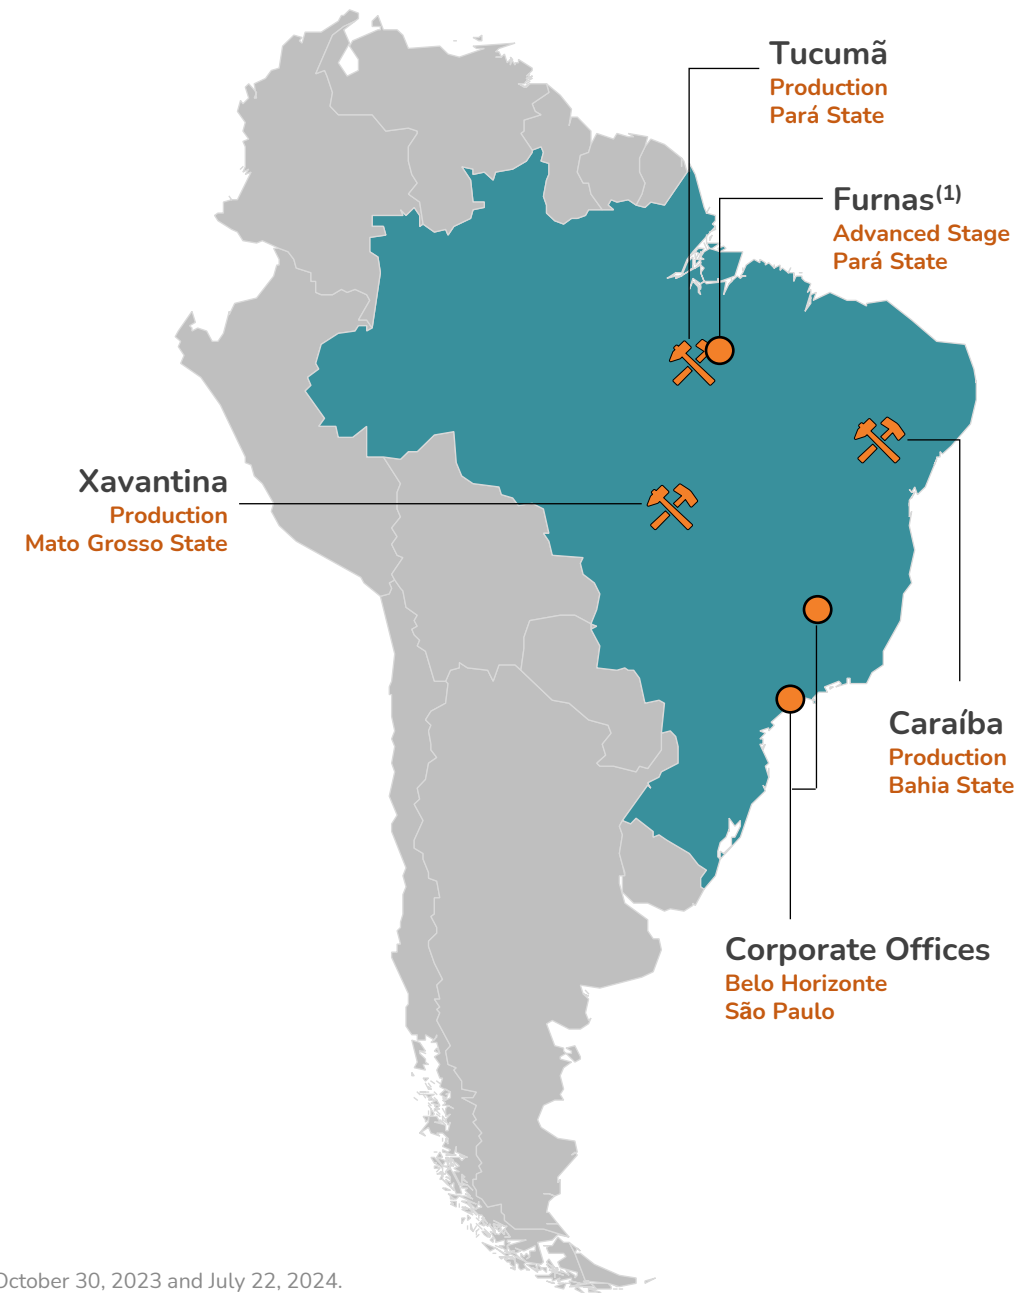 Tucumã
Production
Pará State
Furnas(1)
Advanced Stage
Pará State
Xavantina
Production
Mato Grosso State
Caraíba
Production
Bahia State
Corporate Offices
Belo Horizonte
São Paulo
October 30, 2023 and July 22, 2024.